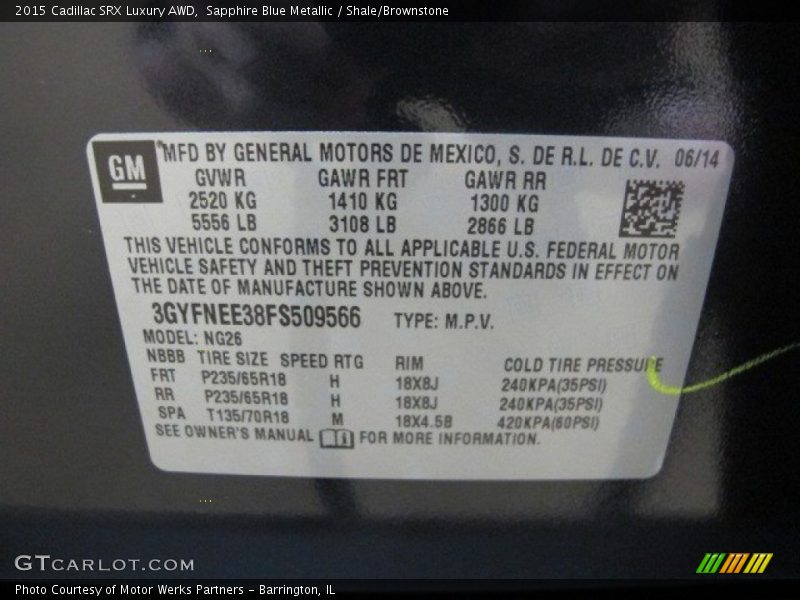 2015 Cadillac SRX Luxury AWD,  Sapphire Blue Metallic / Shale/Brownstone
GM
MFD BY GENERAL MOTORS DE MEXICO, S. DE R.L. DE C.V. 06/14
GVWR GAWR FRT GAWR RR
2520 KG 1410 KG 1300 KG
5556 LB 3108 LB 2866 LB
THIS VEHICLE CONFORMS TO ALL APPLICABLE U.S. FEDERAL MOTOR
VEHICLE SAFETY AND THEFT PREVENTION STANDARDS IN EFFECT ON
THE DATE OF MANUFACTURE SHOWN ABOVE.
3GYFNEE38FS509566 TYPE: M.P.V.
MODEL: NG26
NBBB TIRE SIZE SPEED RTG RIM COLD TIRE PRESSURE
FRT P235/65R18 H 18X8J 240KPA(35PSI)
RR P235/65R18 H 18X8J 240KPA(35PSI)
SPA T135/70R18 M 18X4.5B 420KPA(60PSI)
SEE OWNER'S MANUAL FOR MORE INFORMATION.
GTCARLOT.COM
Photo Courtesy of Motor Werks Partners - Barrington, IL